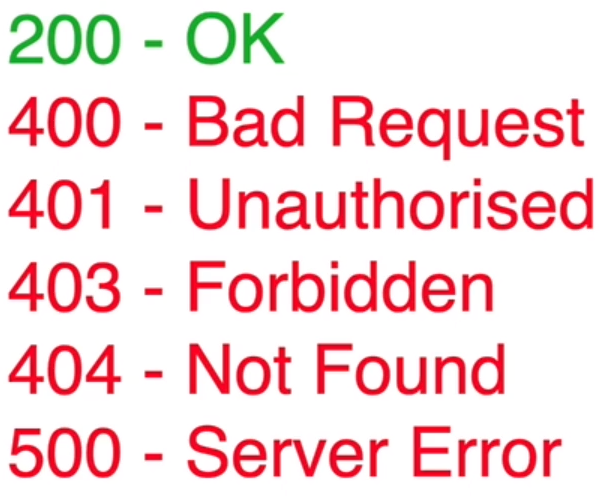 200 - OK
400 - Bad Request
401 - Unauthorised
403 - Forbidden
404 - Not Found
500 - Server Error